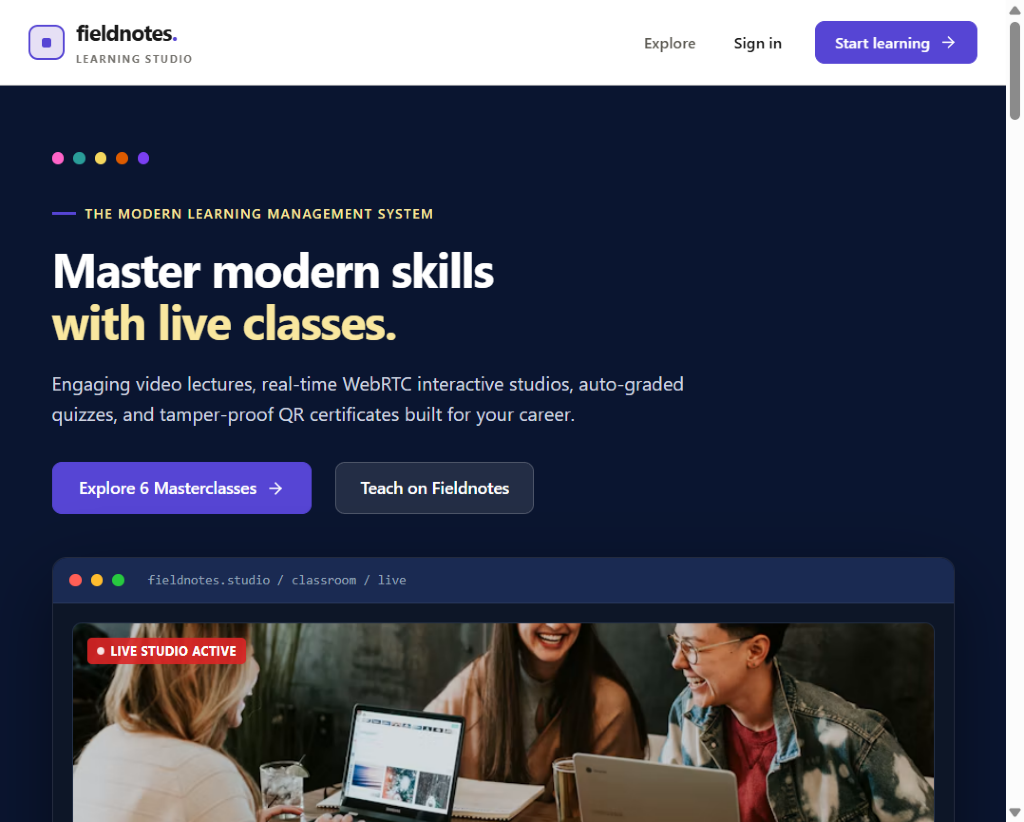 fieldnotes.
LEARNING STUDIO
Explore
Sign in
Start learning
THE MODERN LEARNING MANAGEMENT SYSTEM
Master modern skills
with live classes.
Engaging video lectures, real-time WebRTC interactive studios, auto-graded
quizzes, and tamper-proof QR certificates built for your career.
Explore 6 Masterclasses
Teach on Fieldnotes
fieldnotes.studio / classroom / live
LIVE STUDIO ACTIVE